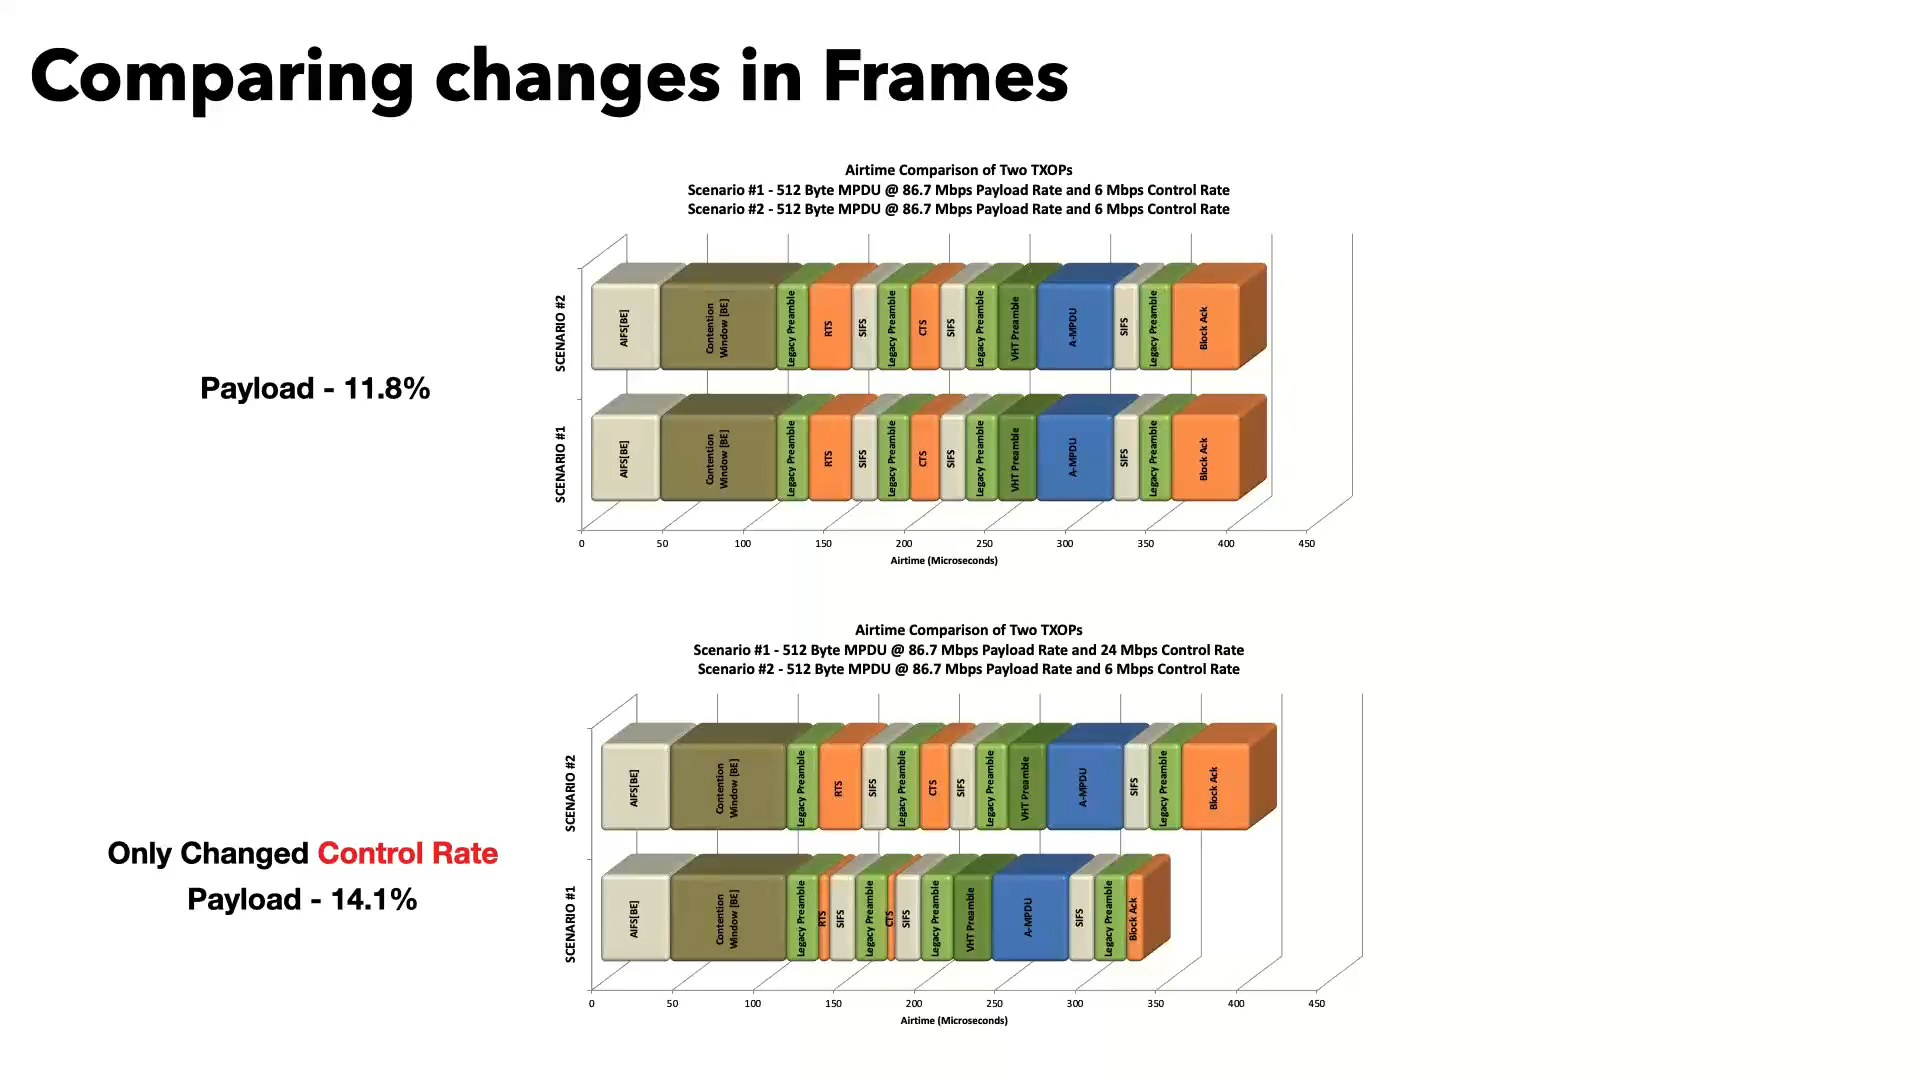 Comparing changes in Frames
Airtime Comparison of Two TXOPs
Scenario #1 - 512 Byte MPDU @ 86.7 Mbps Payload Rate and 6 Mbps Control Rate
Scenario #2 - 512 Byte MPDU @ 86.7 Mbps Payload Rate and 6 Mbps Control Rate
Payload - 11.8%
SCENARIO #2
AIFS[BE]
Contention
Window [BE]
Legacy Preamble
RTS
SIFS
Legacy Preamble
CTS
SIFS
Legacy Preamble
VHT Preamble
A-MPDU
SIFS
Legacy Preamble
Block Ack
SCENARIO #1
AIFS[BE]
Contention
Window [BE]
Legacy Preamble
RTS
SIFS
Legacy Preamble
CTS
SIFS
Legacy Preamble
VHT Preamble
A-MPDU
SIFS
Legacy Preamble
Block Ack
0 50 100 150 200 250 300 350 400 450
Airtime (Microseconds)
Airtime Comparison of Two TXOPs
Scenario #1 - 512 Byte MPDU @ 86.7 Mbps Payload Rate and 24 Mbps Control Rate
Scenario #2 - 512 Byte MPDU @ 86.7 Mbps Payload Rate and 6 Mbps Control Rate
Only Changed Control Rate
Payload - 14.1%
SCENARIO #2
AIFS[BE]
Contention
Window [BE]
Legacy Preamble
RTS
SIFS
Legacy Preamble
CTS
SIFS
Legacy Preamble
VHT Preamble
A-MPDU
SIFS
Legacy Preamble
Block Ack
SCENARIO #1
AIFS[BE]
Contention
Window [BE]
Legacy Preamble
RTS
SIFS
Legacy Preamble
CTS
SIFS
Legacy Preamble
VHT Preamble
A-MPDU
SIFS
Legacy Preamble
Block Ack
0 50 100 150 200 250 300 350 400 450
Airtime (Microseconds)